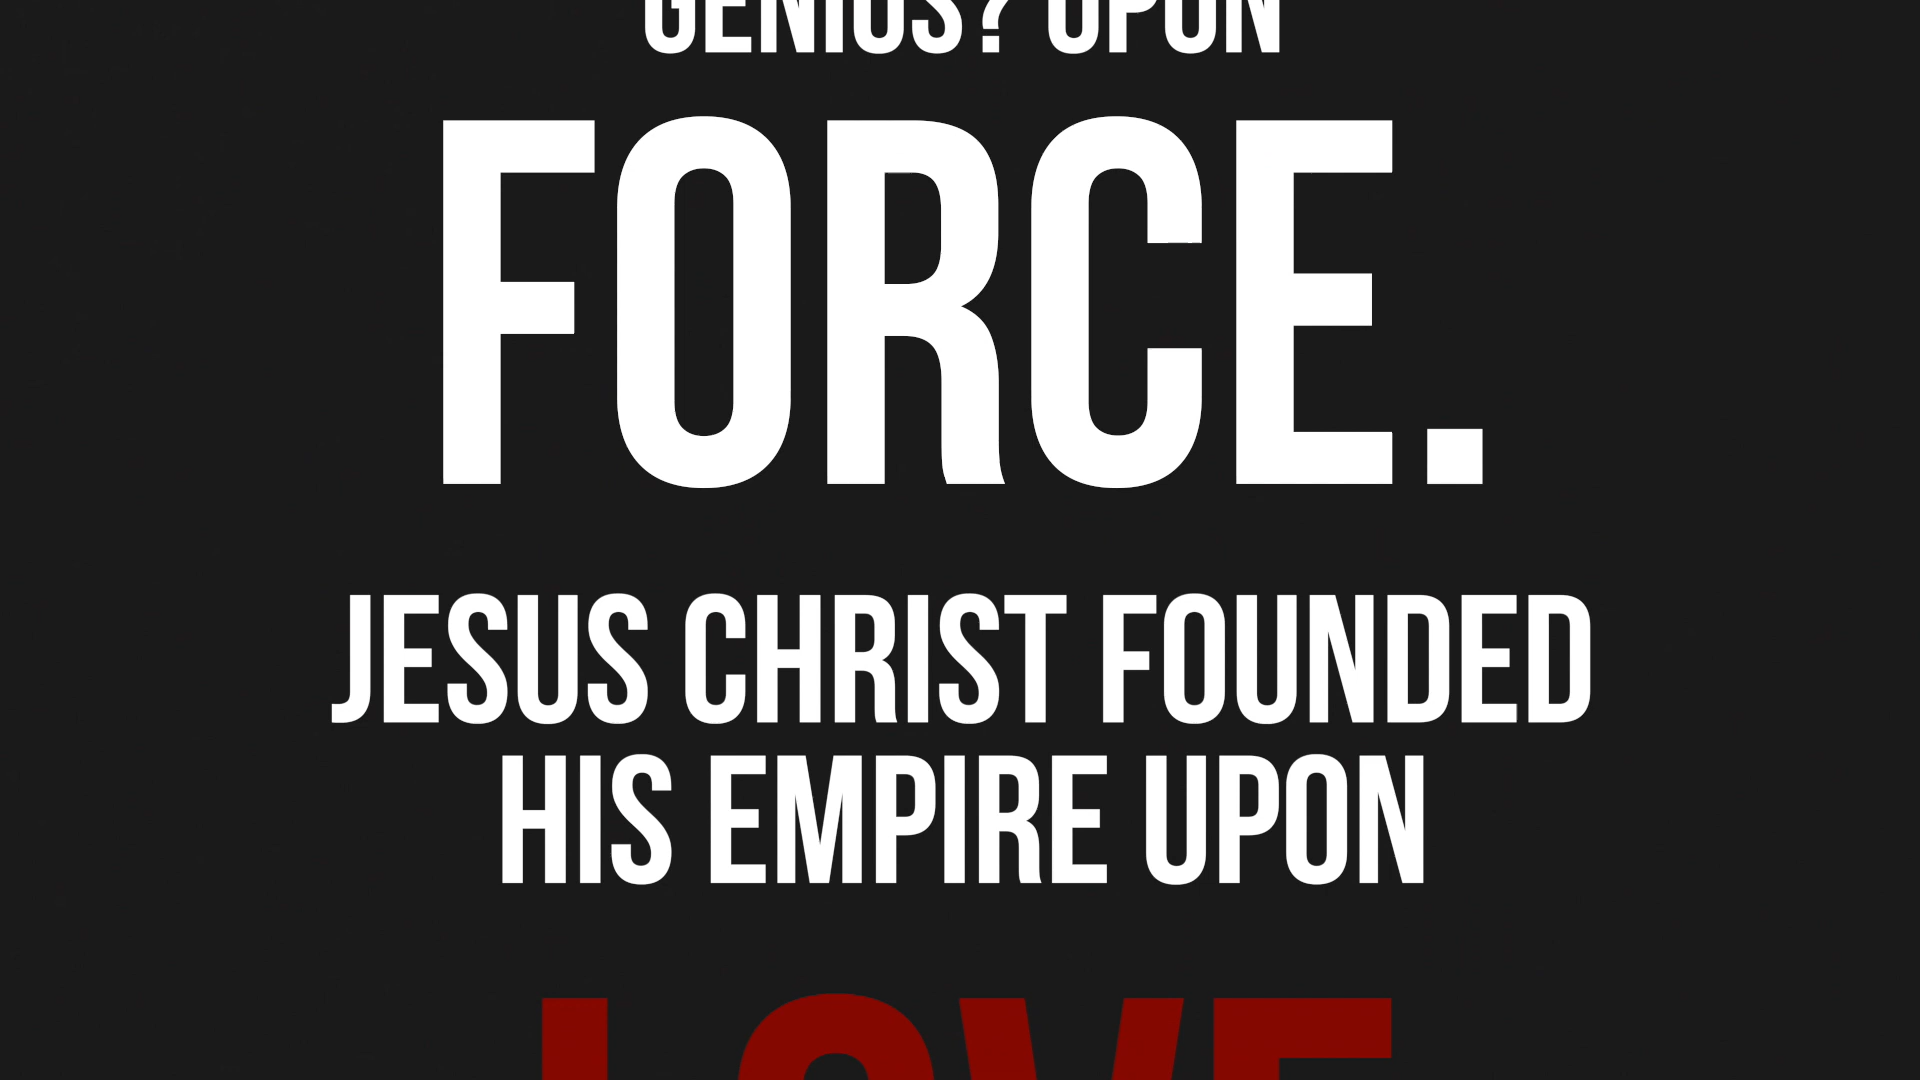 GENIUS? UPON
FORCE.
JESUS CHRIST FOUNDED
HIS EMPIRE UPON
LOVE